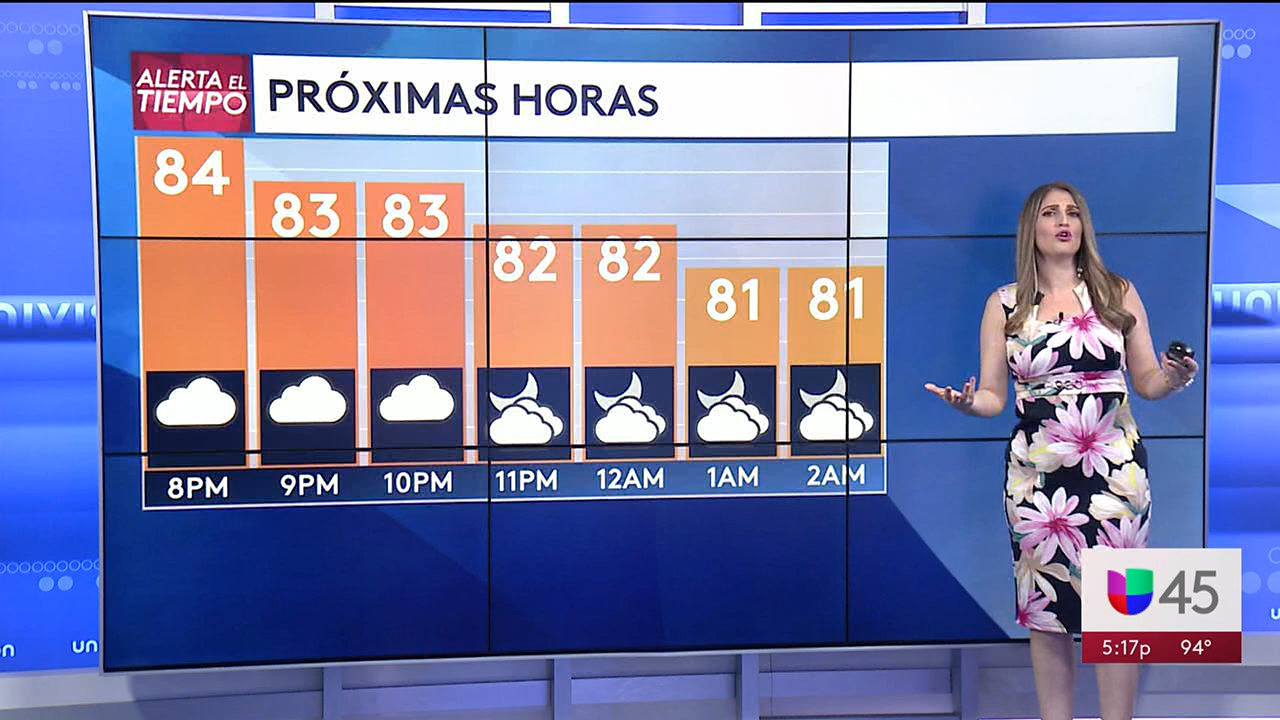 ALERTA EL
TIEMPO
PRÓXIMAS HORAS
84
83
83
82
82
81
81
8PM
9PM
10PM
11PM
12AM
1AM
2AM
45
5:17p 94°